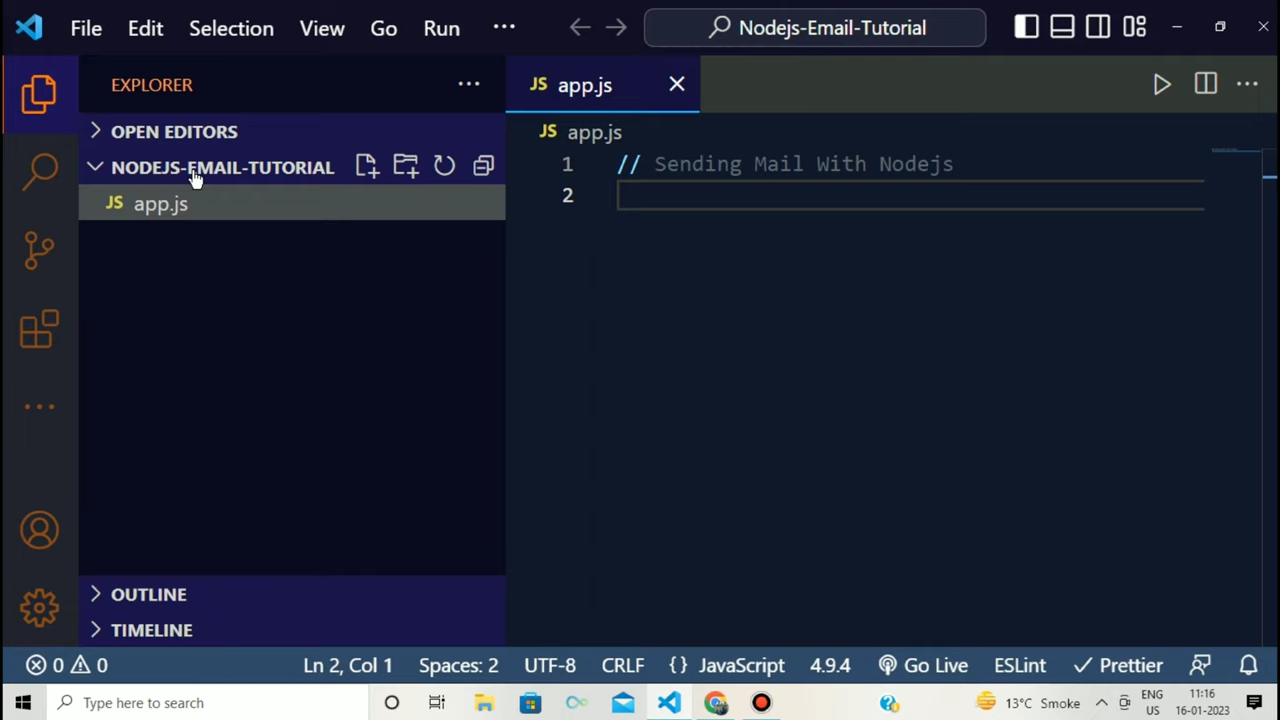 File Edit Selection View Go Run ··· Nodejs-Email-Tutorial
EXPLORER ···
JS app.js
OPEN EDITORS
JS app.js
NODEJS-EMAIL-TUTORIAL
1 // Sending Mail With Nodejs
JS app.js
2
OUTLINE
TIMELINE
0 0 Ln 2, Col 1 Spaces: 2 UTF-8 CRLF {} JavaScript 4.9.4 Go Live ESLint Prettier
Type here to search 13°C Smoke ENG 11:16
US 16-01-2023